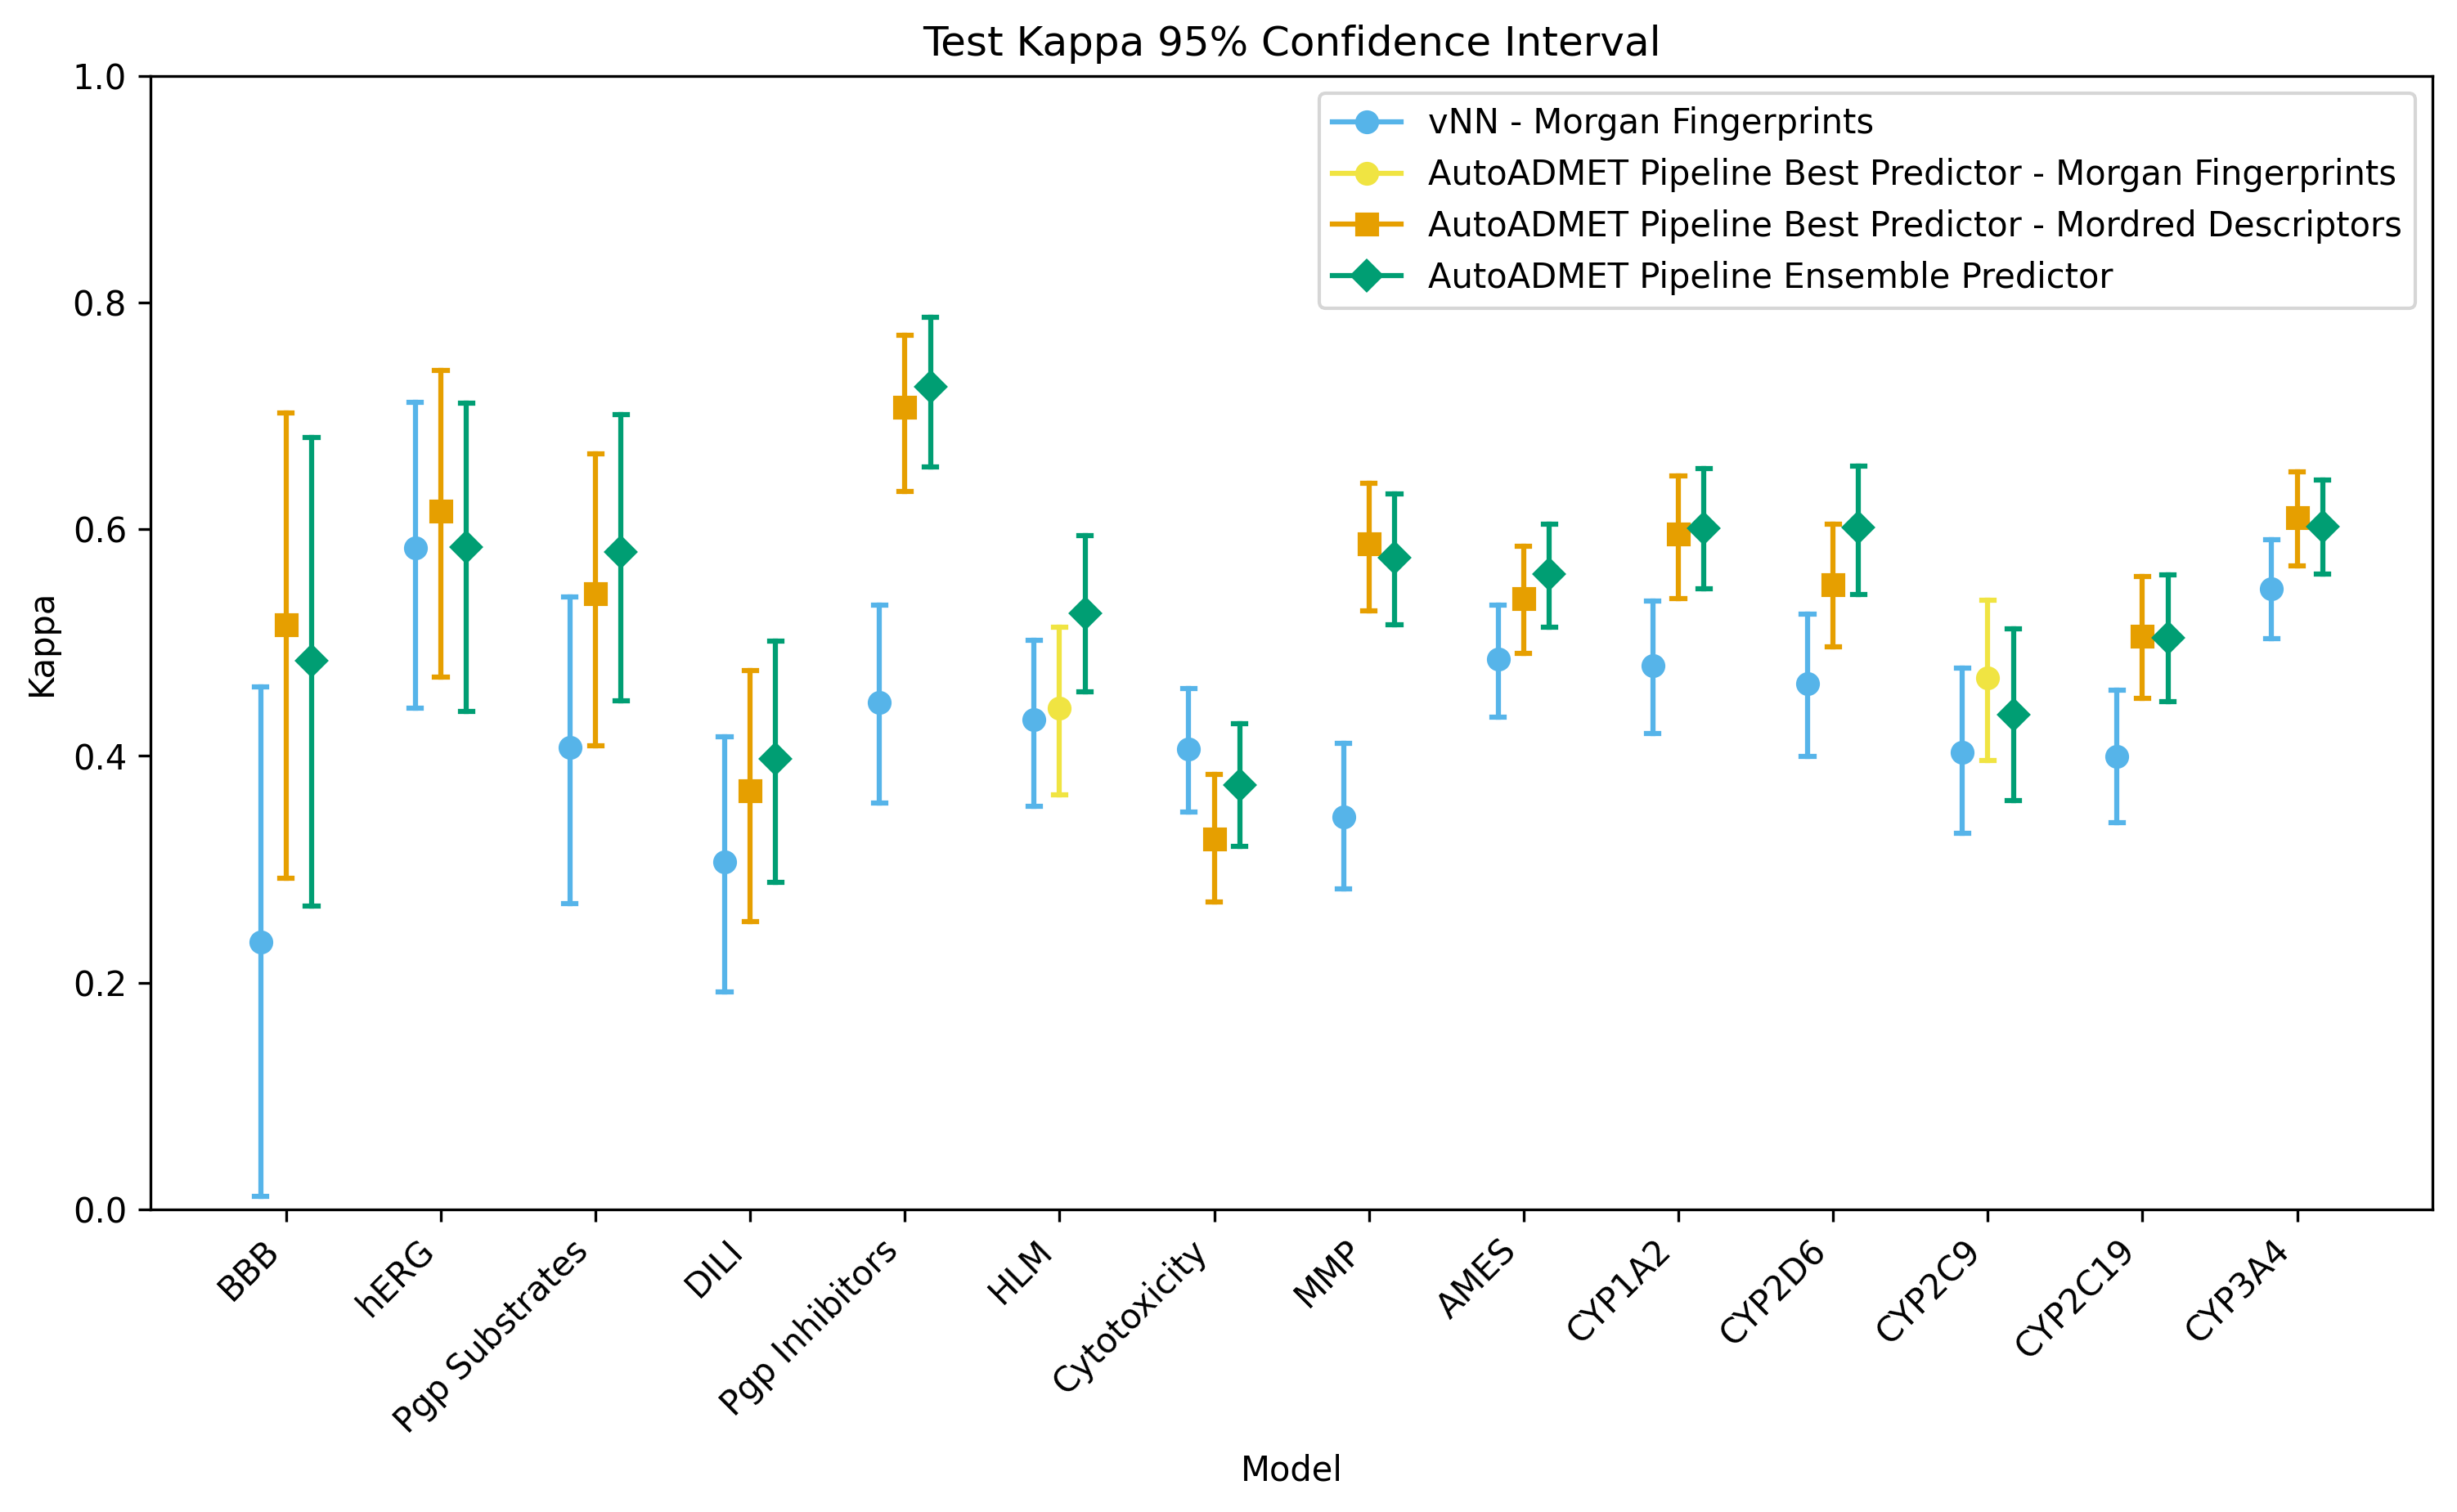 Test Kappa 95% Confidence Interval
1.0
0.8
0.6
0.4
0.2
0.0
Kappa
vNN - Morgan Fingerprints
AutoADMET Pipeline Best Predictor - Morgan Fingerprints
AutoADMET Pipeline Best Predictor - Mordred Descriptors
AutoADMET Pipeline Ensemble Predictor
BBB
hERG
Pgp Substrates
DILI
Pgp Inhibitors
HLM
Cytotoxicity
MMP
AMES
CYP1A2
CYP2D6
CYP2C9
CYP2C19
CYP3A4
Model